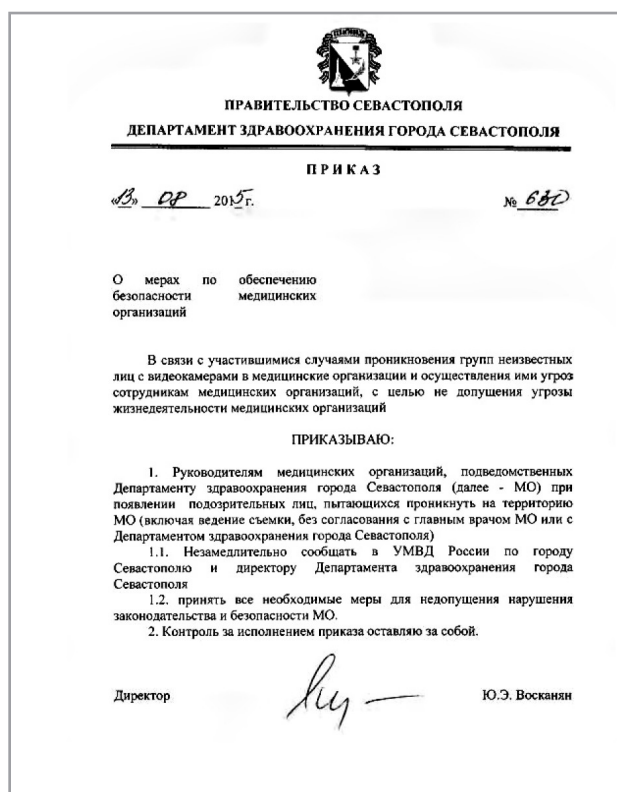 ПРАВИТЕЛЬСТВО СЕВАСТОПОЛЯ
ДЕПАРТАМЕНТ ЗДРАВООХРАНЕНИЯ ГОРОДА СЕВАСТОПОЛЯ
ПРИКАЗ
«13» 08 2015г. № 630
О мерах по обеспечению
безопасности медицинских
организаций
В связи с участившимися случаями проникновения групп неизвестных
лиц с видеокамерами в медицинские организации и осуществления ими угроз
сотрудникам медицинских организаций, с целью не допущения угрозы
жизнедеятельности медицинских организаций
ПРИКАЗЫВАЮ:
1. Руководителям медицинских организаций, подведомственных
Департаменту здравоохранения города Севастополя (далее - МО) при
появлении подозрительных лиц, пытающихся проникнуть на территорию
МО (включая ведение съемки, без согласования с главным врачом МО или с
Департаментом здравоохранения города Севастополя)
1.1. Незамедлительно сообщать в УМВД России по городу
Севастополю и директору Департамента здравоохранения города
Севастополя
1.2. принять все необходимые меры для недопущения нарушения
законодательства и безопасности МО.
2. Контроль за исполнением приказа оставляю за собой.
Директор Ю.Э. Восканян